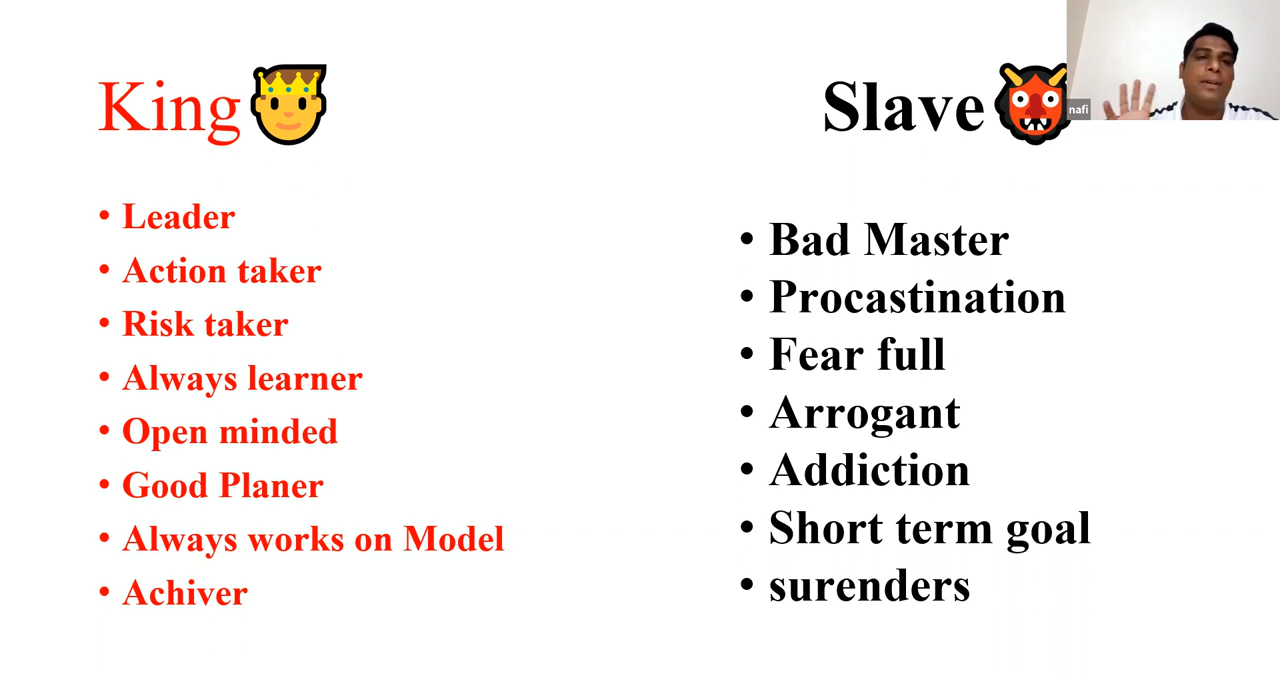 King
Leader
Action taker
Risk taker
Always learner
Open minded
Good Planer
Always works on Model
Achiver
Slave
Bad Master
Procastination
Fear full
Arrogant
Addiction
Short term goal
surenders
nafi